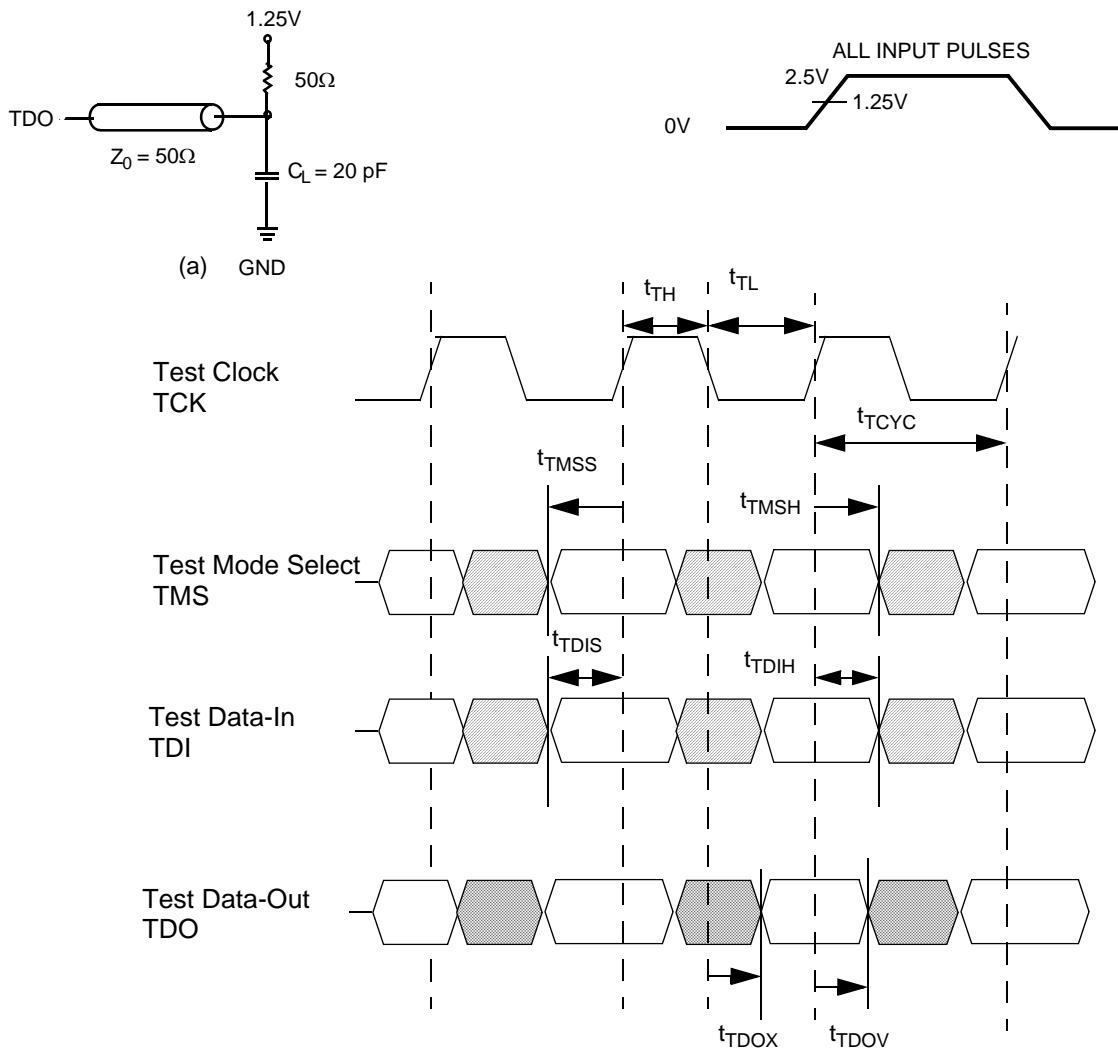 1.25V
50Ω
TDO
Z0 = 50Ω
CL = 20 pF
(a) GND
ALL INPUT PULSES
2.5V
1.25V
0V
tTH
tTL
Test Clock
TCK
tTCYC
tTMSS
tTMSH
Test Mode Select
TMS
tTDIS
tTDIH
Test Data-In
TDI
Test Data-Out
TDO
tTDOX
tTDOV